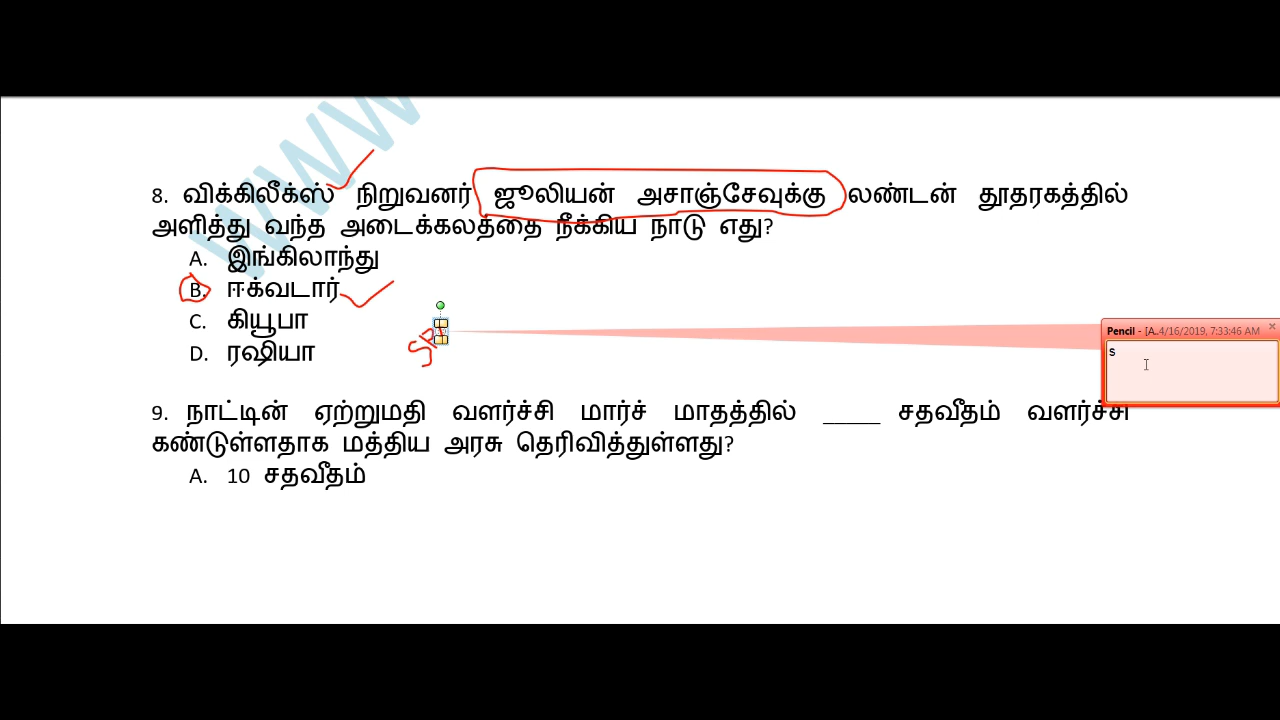 WWW
8. விக்கிலீக்ஸ் நிறுவனர் ஜூலியன் அசாஞ்சேவுக்கு லண்டன் தூதரகத்தில்
அளித்து வந்த அடைக்கலத்தை நீக்கிய நாடு எது?
A. இங்கிலாந்து
B. ஈக்வடார்
C. கியூபா
D. ரஷியா
SPI
Pencil - [A..4/16/2019, 7:33:46 AM
s
9. நாட்டின் ஏற்றுமதி வளர்ச்சி மார்ச் மாதத்தில் _____ சதவீதம் வளர்ச்சி
கண்டுள்ளதாக மத்திய அரசு தெரிவித்துள்ளது?
A. 10 சதவீதம்